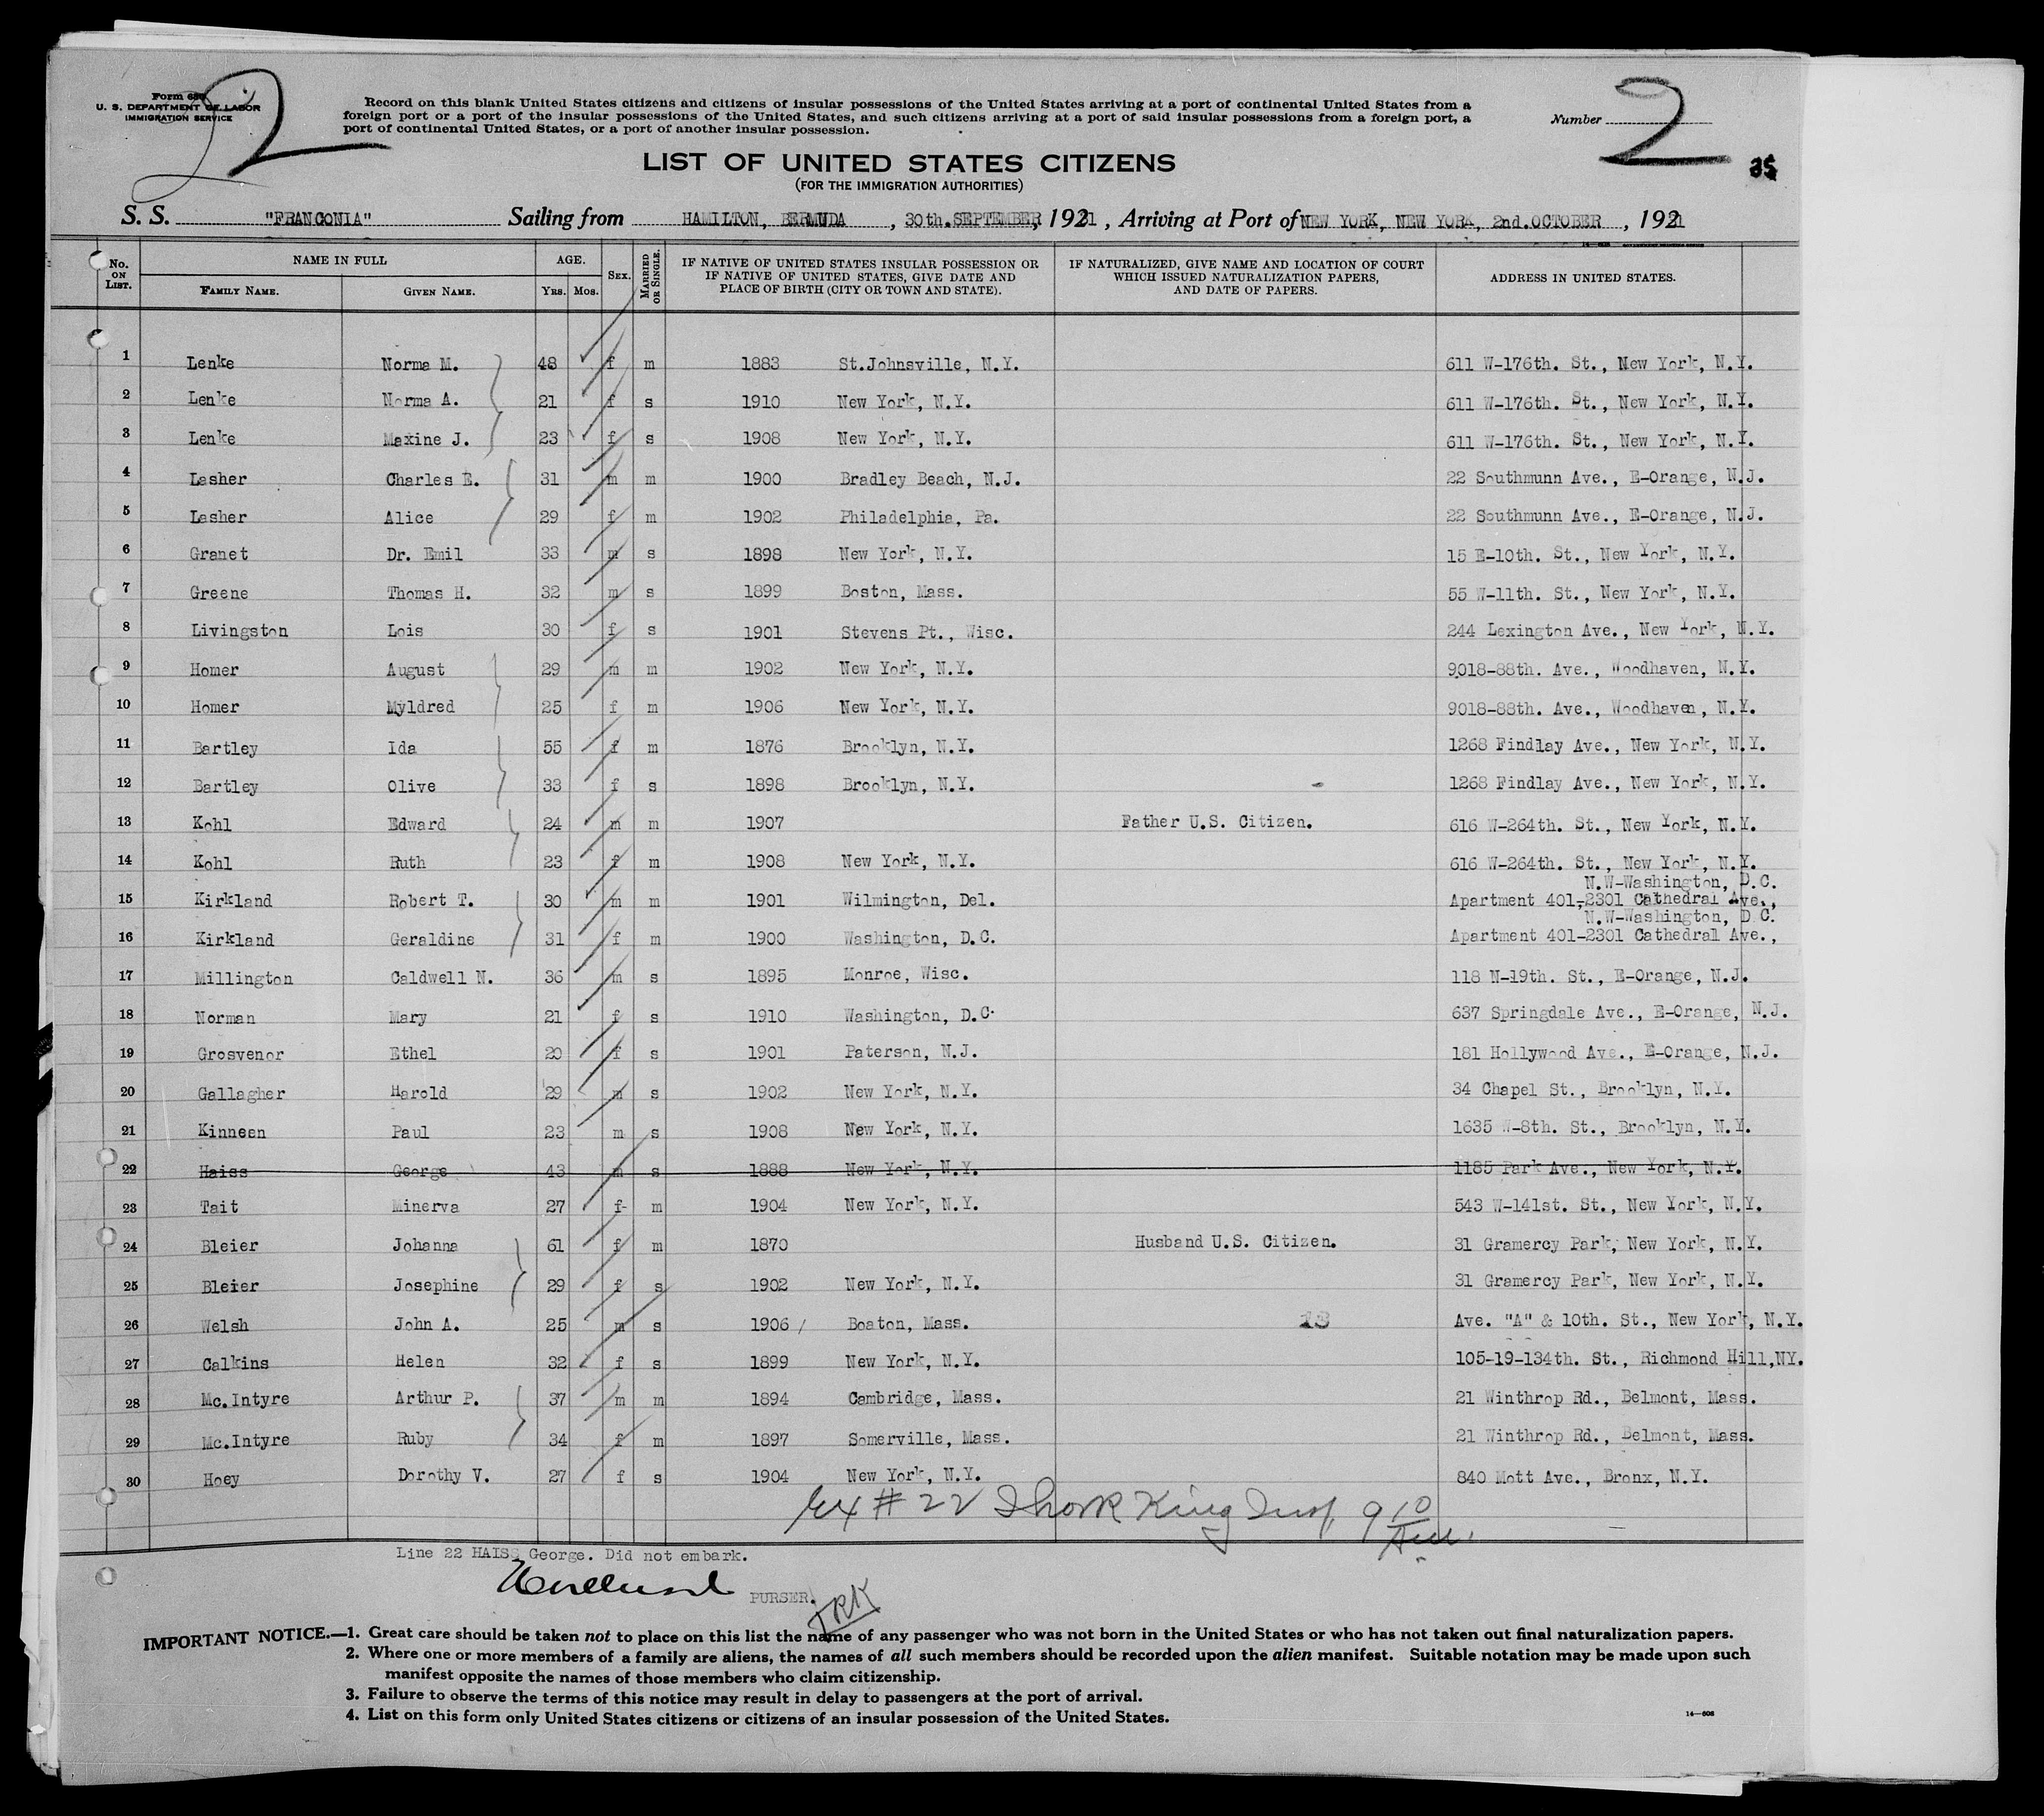 Form 630
U. S. DEPARTMENT OF LABOR
IMMIGRATION SERVICE
2
Record on this blank United States citizens and citizens of insular possessions of the United States arriving at a port of continental United States from a
foreign port or a port of the insular possessions of the United States, and such citizens arriving at a port of said insular possessions from a foreign port, a
port of continental United States, or a port of another insular possession.
Number 2
35
LIST OF UNITED STATES CITIZENS
(FOR THE IMMIGRATION AUTHORITIES)
S. S. "FRANCONIA" Sailing from HAMILTON, BERMUDA, 30th. SEPTEMBER, 1931, Arriving at Port of NEW YORK, NEW YORK, 2nd. OCTOBER, 1931
No. ON LIST. NAME IN FULL FAMILY NAME. GIVEN NAME. AGE. Yrs. Mos. SEX. MARRIED OR SINGLE. IF NATIVE OF UNITED STATES INSULAR POSSESSION OR IF NATIVE OF UNITED STATES, GIVE DATE AND PLACE OF BIRTH (CITY OR TOWN AND STATE). IF NATURALIZED, GIVE NAME AND LOCATION OF COURT WHICH ISSUED NATURALIZATION PAPERS, AND DATE OF PAPERS. ADDRESS IN UNITED STATES.
1 Lenke Norma M. 48 f m 1883 St.Johnsville, N.Y. 611 W-176th. St., New York, N.Y.
2 Lenke Norma A. 21 f s 1910 New York, N.Y. 611 W-176th. St., New York, N.Y.
3 Lenke Maxine J. 23 f s 1908 New York, N.Y. 611 W-176th. St., New York, N.Y.
4 Lasher Charles E. 31 m m 1900 Bradley Beach, N.J. 22 Southmunn Ave., E-Orange, N.J.
5 Lasher Alice 29 f m 1902 Philadelphia, Pa. 22 Southmunn Ave., E-Orange, N.J.
6 Granet Dr. Emil 33 m s 1898 New York, N.Y. 15 E-10th. St., New York, N.Y.
7 Greene Thomas H. 32 m s 1899 Boston, Mass. 55 W-11th. St., New York, N.Y.
8 Livingston Lois 30 f s 1901 Stevens Pt., Wisc. 244 Lexington Ave., New York, N.Y.
9 Homer August 29 m m 1902 New York, N.Y. 9018-88th. Ave., Woodhaven, N.Y.
10 Homer Myldred 25 f m 1906 New York, N.Y. 9018-88th. Ave., Woodhaven, N.Y.
11 Bartley Ida 55 f m 1876 Brooklyn, N.Y. 1268 Findlay Ave., New York, N.Y.
12 Bartley Olive 33 f s 1898 Brooklyn, N.Y. 1268 Findlay Ave., New York, N.Y.
13 Kohl Edward 24 m m 1907 Father U.S. Citizen. 616 W-264th. St., New York, N.Y.
14 Kohl Ruth 23 f m 1908 New York, N.Y. 616 W-264th. St., New York, N.Y.
N.W-Washington, D.C.
15 Kirkland Robert T. 30 m m 1901 Wilmington, Del. Apartment 401-2301 Cathedral Ave.,
N.W-Washington, D.C.
16 Kirkland Geraldine 31 f m 1900 Washington, D.C. Apartment 401-2301 Cathedral Ave.,
17 Millington Caldwell N. 36 m s 1895 Monroe, Wisc. 118 N-19th. St., E-Orange, N.J.
18 Norman Mary 21 f s 1910 Washington, D.C. 637 Springdale Ave., E-Orange, N.J.
19 Grosvenor Ethel 20 f s 1901 Paterson, N.J. 181 Hollywood Ave., E-Orange, N.J.
20 Gallagher Harold 29 m s 1902 New York, N.Y. 34 Chapel St., Brooklyn, N.Y.
21 Kinneen Paul 23 m s 1908 New York, N.Y. 1635 W-8th. St., Brooklyn, N.Y.
22 Haiss George 43 m s 1888 New York, N.Y. 1185 Park Ave., New York, N.Y.
23 Tait Minerva 27 f m 1904 New York, N.Y. 543 W-141st. St., New York, N.Y.
24 Bleier Johanna 61 f m 1870 Husband U.S. Citizen. 31 Gramercy Park, New York, N.Y.
25 Bleier Josephine 29 f s 1902 New York, N.Y. 31 Gramercy Park, New York, N.Y.
26 Welsh John A. 25 m s 1906 Boston, Mass. 13 Ave. "A" & 10th. St., New York, N.Y.
27 Calkins Helen 32 f s 1899 New York, N.Y. 105-19-134th. St., Richmond Hill,NY.
28 Mc.Intyre Arthur P. 37 m m 1894 Cambridge, Mass. 21 Winthrop Rd., Belmont, Mass.
29 Mc.Intyre Ruby 34 f m 1897 Somerville, Mass. 21 Winthrop Rd., Belmont, Mass.
30 Hoey Dorothy V. 27 f s 1904 New York, N.Y. 840 Mott Ave., Bronx, N.Y.
Ex # 22 King Insp. 9 10
Line 22 HAISS George. Did not embark.
PURSER.
IMPORTANT NOTICE.—1. Great care should be taken not to place on this list the name of any passenger who was not born in the United States or who has not taken out final naturalization papers.
2. Where one or more members of a family are aliens, the names of all such members should be recorded upon the alien manifest. Suitable notation may be made upon such
manifest opposite the names of those members who claim citizenship.
3. Failure to observe the terms of this notice may result in delay to passengers at the port of arrival.
4. List on this form only United States citizens or citizens of an insular possession of the United States.
14—608